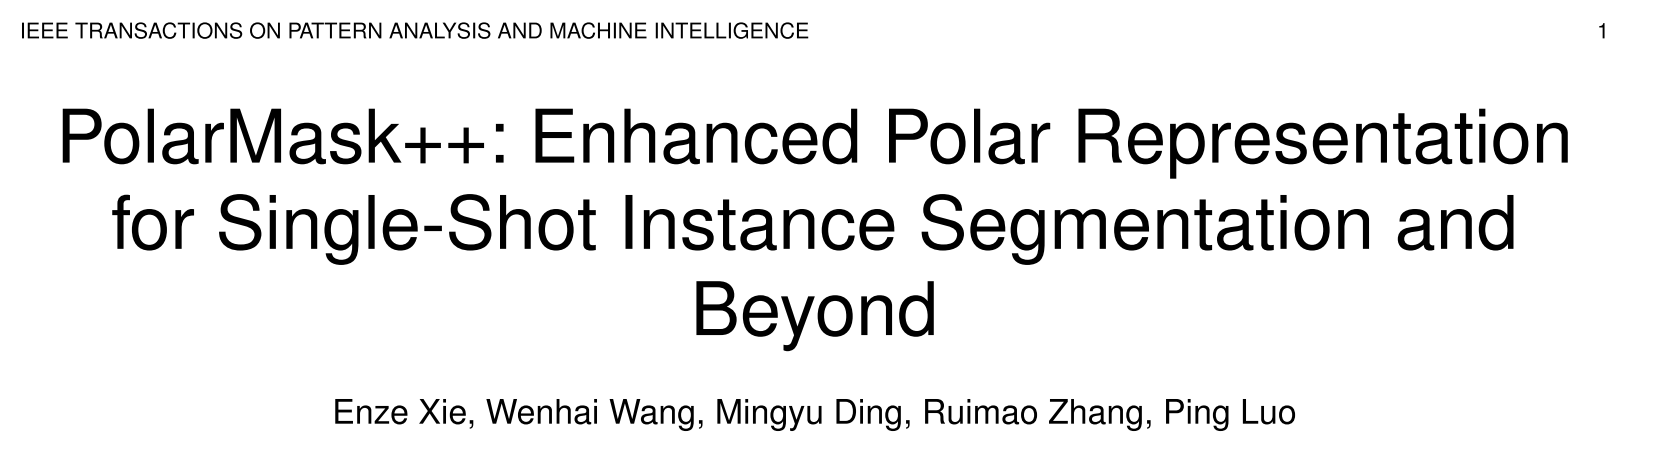 IEEE TRANSACTIONS ON PATTERN ANALYSIS AND MACHINE INTELLIGENCE 1
PolarMask++: Enhanced Polar Representation
for Single-Shot Instance Segmentation and
Beyond
Enze Xie, Wenhai Wang, Mingyu Ding, Ruimao Zhang, Ping Luo